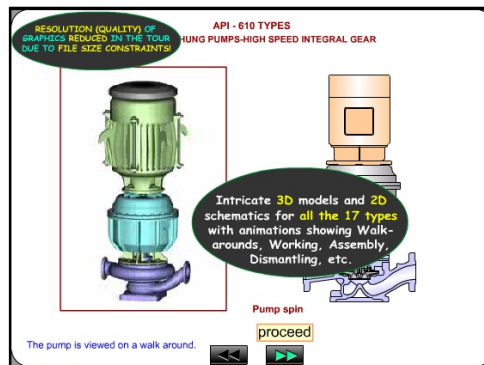 API - 610 TYPES
RESOLUTION (QUALITY) OF
GRAPHICS REDUCED IN THE TOUR
DUE TO FILE SIZE CONSTRAINTS!
HUNG PUMPS-HIGH SPEED INTEGRAL GEAR
Intricate 3D models and 2D
schematics for all the 17 types
with animations showing Walk-
arounds, Working, Assembly,
Dismantling, etc.
Pump spin
proceed
The pump is viewed on a walk around.